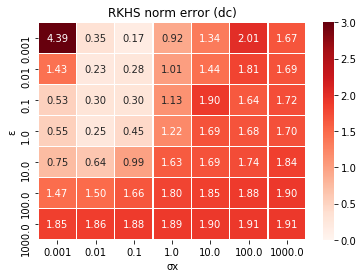 RKHS norm error (dc)
0.001 4.39 0.35 0.17 0.92 1.34 2.01 1.67
0.01 1.43 0.23 0.28 1.01 1.44 1.81 1.69
0.1 0.53 0.30 0.30 1.13 1.90 1.64 1.72
1.0 0.55 0.25 0.45 1.22 1.69 1.68 1.70
10.0 0.75 0.64 0.99 1.63 1.69 1.74 1.84
100.0 1.47 1.50 1.66 1.80 1.85 1.88 1.90
1000.0 1.85 1.86 1.88 1.89 1.90 1.91 1.91
0.001 0.01 0.1 1.0 10.0 100.0 1000.0
σx
ε
3.0
2.5
2.0
1.5
1.0
0.5
0.0